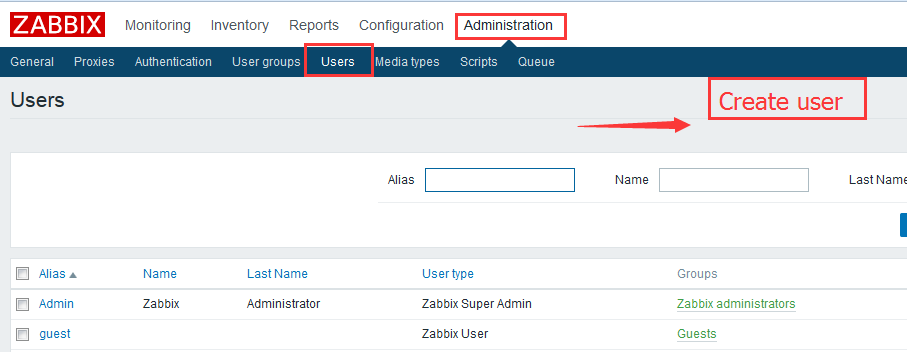 ZABBIX Monitoring Inventory Reports Configuration Administration
General Proxies Authentication User groups Users Media types Scripts Queue
Users
Create user
Alias Name Last Name
Alias Name Last Name User type Groups
Admin Zabbix Administrator Zabbix Super Admin Zabbix administrators
guest Zabbix User Guests